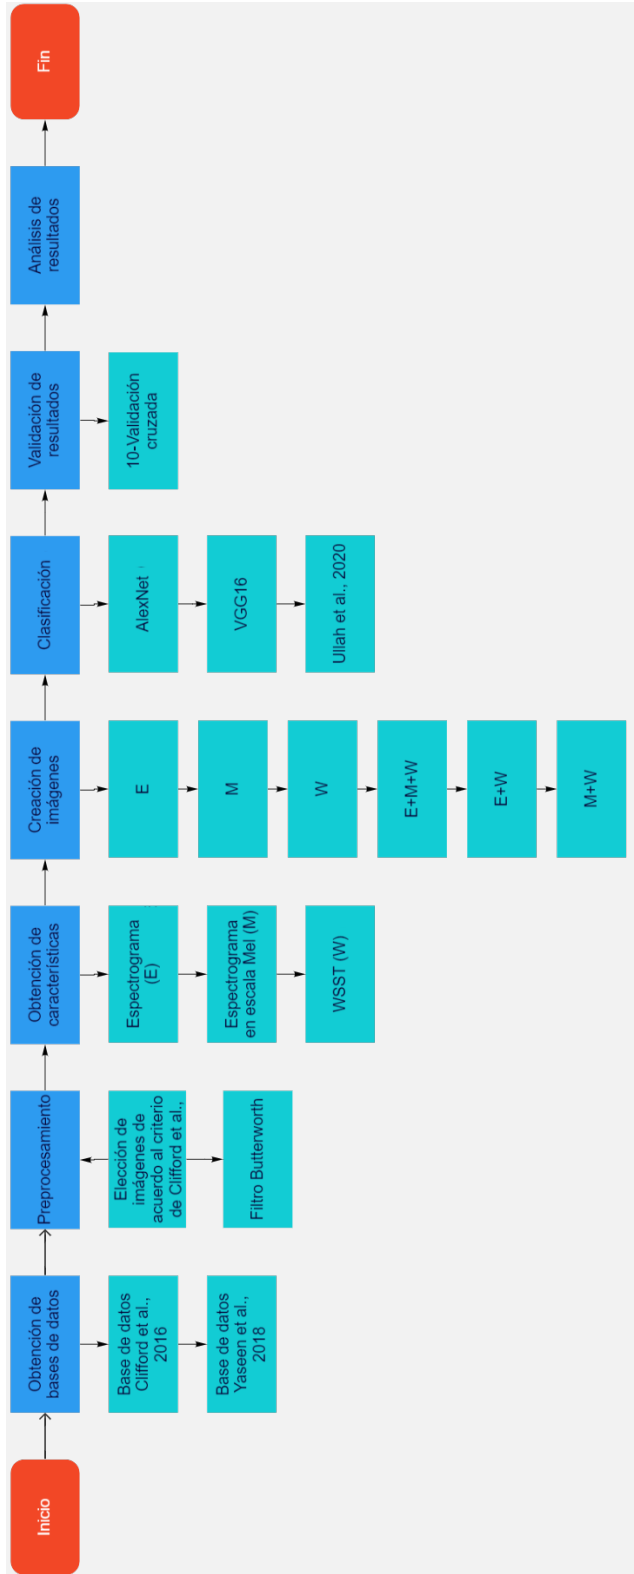 Inicio
Obtención de
bases de datos
Base de datos
Clifford et al.,
2016
Base de datos
Yaseen et al.,
2018
Preprocesamiento
Elección de
imágenes de
acuerdo al criterio
de Clifford et al.,
Filtro Butterworth
Obtención de
características
Espectrograma
(E)
Espectrograma
en escala Mel (M)
WSST (W)
Creación de
imágenes
E
M
W
E+M+W
E+W
M+W
Clasificación
AlexNet
VGG16
Ullah et al., 2020
Validación de
resultados
10-Validación
cruzada
Análisis de
resultados
Fin